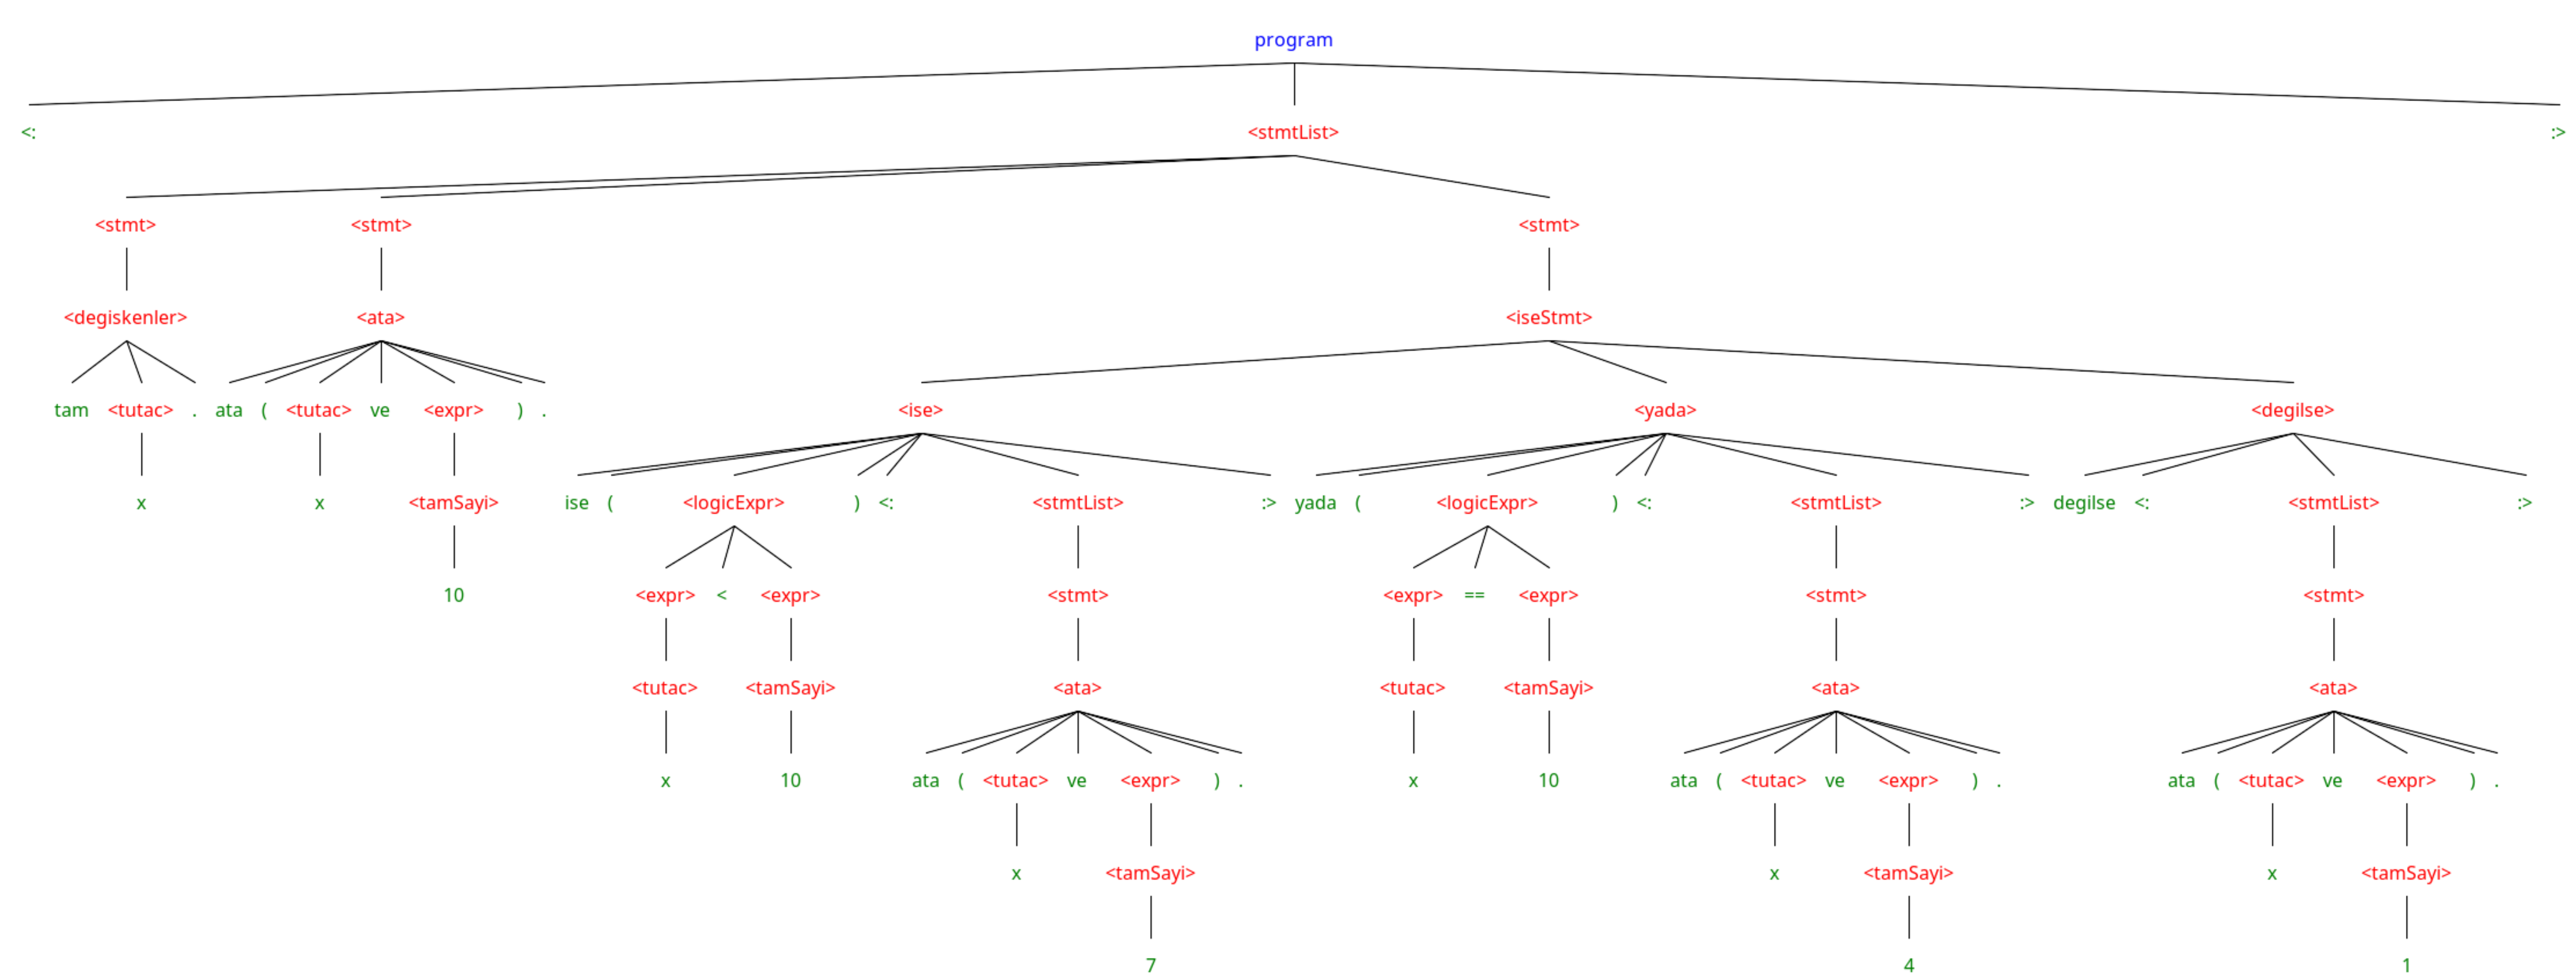 program
<: <stmtList> :>
<stmt> <stmt> <stmt>
<degiskenler> <ata> <iseStmt>
tam <tutac> . ata ( <tutac> ve <expr> ) . <ise> <yada> <degilse>
x x <tamSayi> ise ( <logicExpr> ) <: <stmtList> :> yada ( <logicExpr> ) <: <stmtList> :> degilse <: <stmtList> :>
10 <expr> < <expr> <stmt> <expr> == <expr> <stmt> <stmt>
<tutac> <tamSayi> <ata> <tutac> <tamSayi> <ata> <ata>
x 10 ata ( <tutac> ve <expr> ) . x 10 ata ( <tutac> ve <expr> ) . ata ( <tutac> ve <expr> ) .
x <tamSayi> x <tamSayi> x <tamSayi>
7 4 1